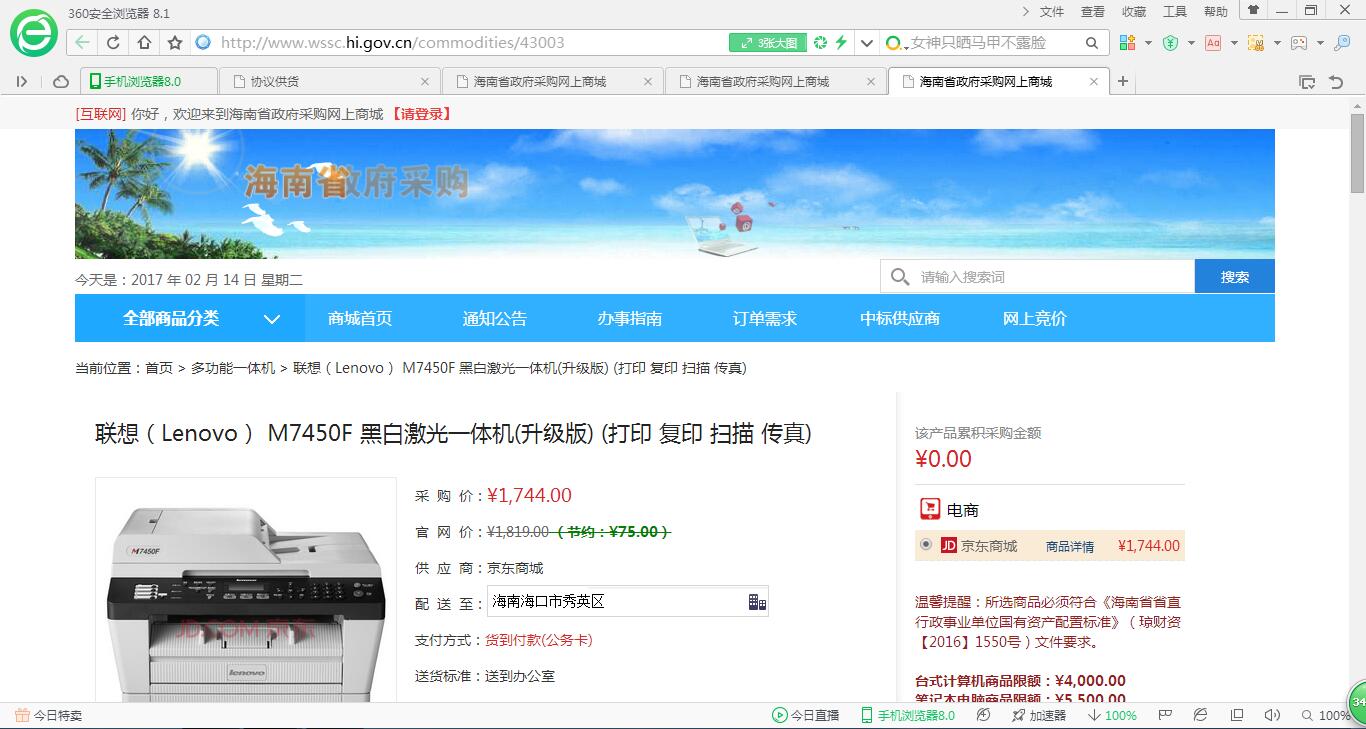 360安全浏览器 8.1
文件 查看 收藏 工具 帮助
http://www.wssc.hi.gov.cn/commodities/43003
3张大图
女神只晒马甲不露脸
手机浏览器8.0
协议供货
海南省政府采购网上商城
海南省政府采购网上商城
海南省政府采购网上商城
[互联网] 你好，欢迎来到海南省政府采购网上商城 【请登录】
海南省政府采购
今天是：2017 年 02 月 14 日 星期二
请输入搜索词
搜索
全部商品分类 商城首页 通知公告 办事指南 订单需求 中标供应商 网上竞价
当前位置：首页 > 多功能一体机 > 联想（Lenovo） M7450F 黑白激光一体机(升级版) (打印 复印 扫描 传真)
联想（Lenovo） M7450F 黑白激光一体机(升级版) (打印 复印 扫描 传真)
M7450F
JD.COM 京东
lenovo
采 购 价：¥1,744.00
官 网 价：¥1,819.00 （节约：¥75.00）
供 应 商：京东商城
配 送 至：海南海口市秀英区
支付方式：货到付款(公务卡)
送货标准：送到办公室
该产品累积采购金额
¥0.00
电商
JD 京东商城 商品详情 ¥1,744.00
温馨提醒：所选商品必须符合《海南省省直
行政事业单位国有资产配置标准》（琼财资
【2016】1550号）文件要求。
台式计算机商品限额：¥4,000.00
笔记本电脑商品限额：¥5,500.00
今日特卖
今日直播
手机浏览器8.0
加速器
100%
100%
34